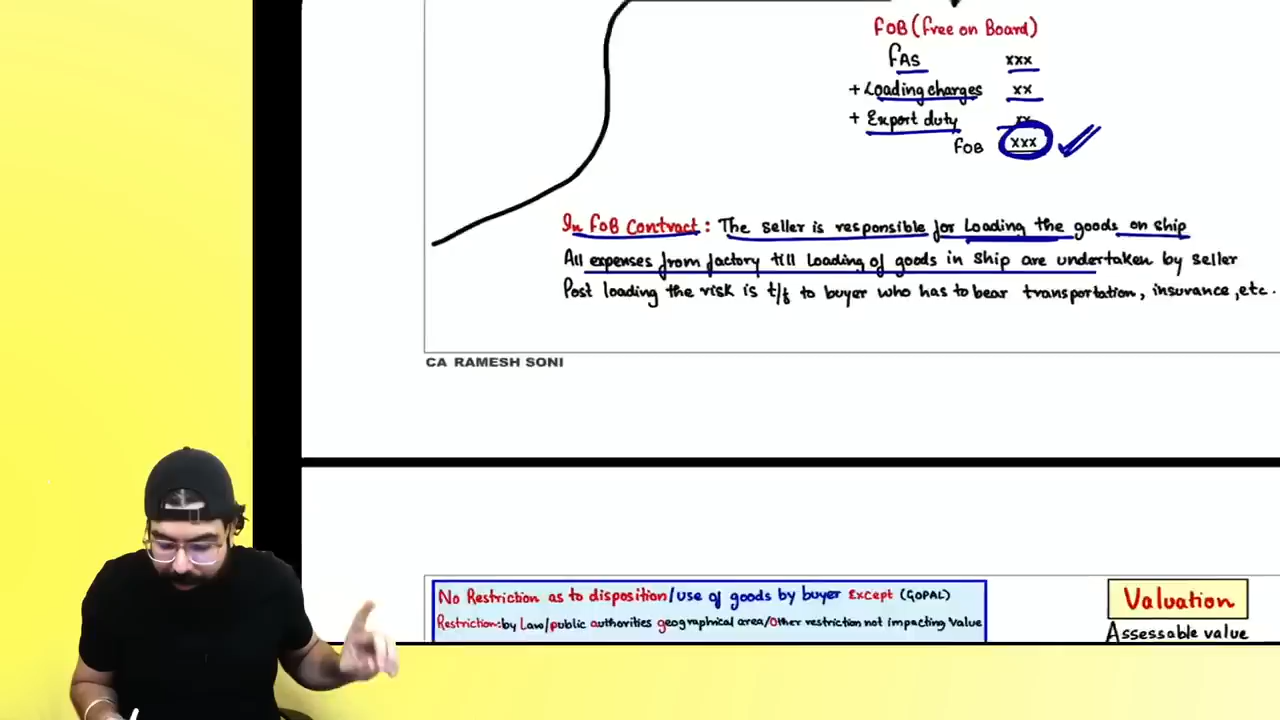 FOB (Free on Board)
FAS xxx
+ Loading charges xx
+ Export duty xx
FOB xxx
In FOB Contract: The seller is responsible for Loading the goods on ship
All expenses from factory till loading of goods in ship are undertaken by seller
Post loading the risk is t/f to buyer who has to bear transportation, insurance, etc.
CA RAMESH SONI
No Restriction as to disposition/use of goods by buyer Except (GOPAL)
Restriction: by Law/public authorities geographical area/Other restriction not impacting Value
Valuation
Assessable value